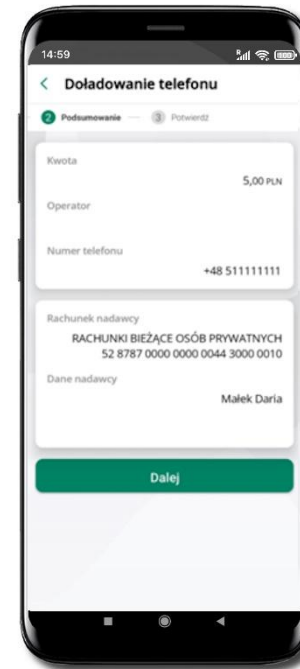 14:59
Doładowanie telefonu
2 Podsumowanie 3 Potwierdź
Kwota
5,00 PLN
Operator
Numer telefonu
+48 511111111
Rachunek nadawcy
RACHUNKI BIEŻĄCE OSÓB PRYWATNYCH
52 8787 0000 0000 0044 3000 0010
Dane nadawcy
Małek Daria
Dalej